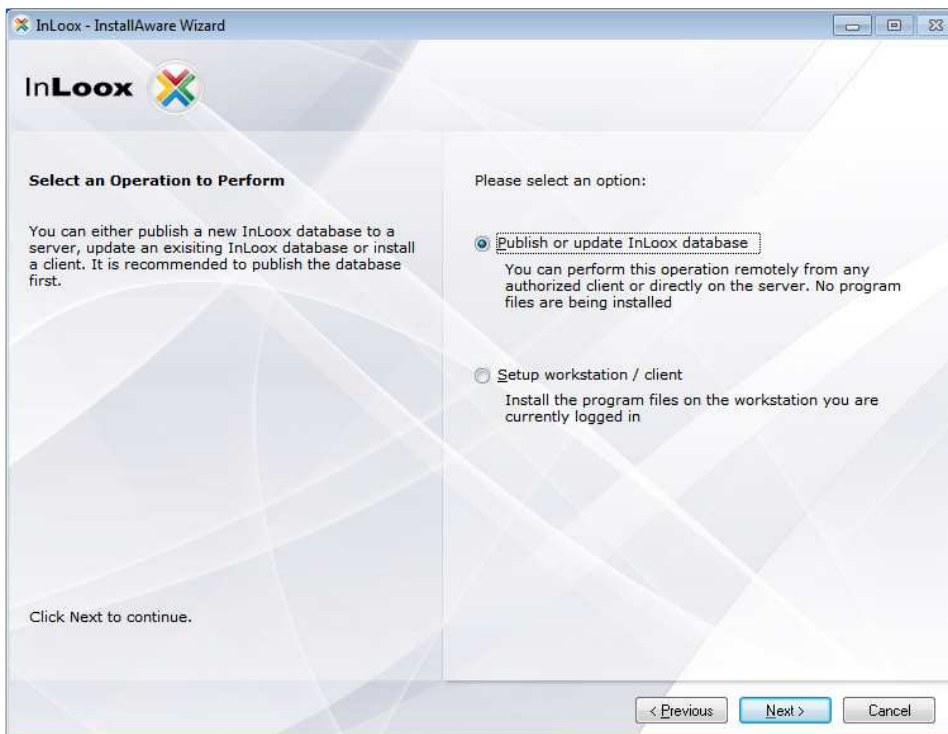 InLoox - InstallAware Wizard
InLoox
Select an Operation to Perform
You can either publish a new InLoox database to a
server, update an exisiting InLoox database or install
a client. It is recommended to publish the database
first.
Click Next to continue.
Please select an option:
Publish or update InLoox database
You can perform this operation remotely from any
authorized client or directly on the server. No program
files are being installed
Setup workstation / client
Install the program files on the workstation you are
currently logged in
< Previous
Next >
Cancel